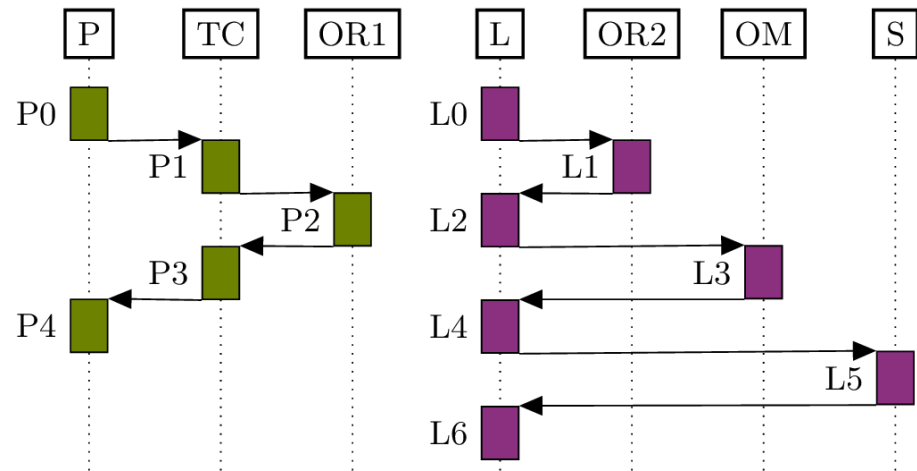 P TC OR1 L OR2 OM S
P0 L0
P1 L1
P2 L2
P3 L3
P4 L4
L5
L6